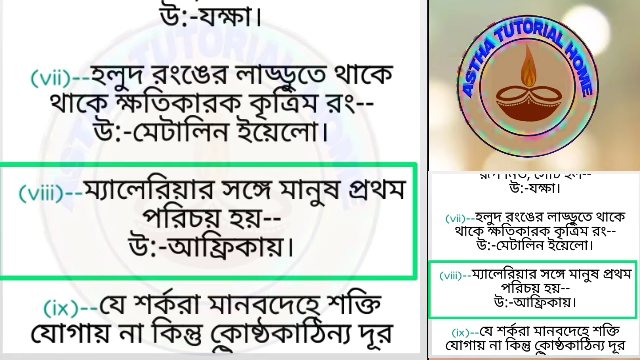 উ:-যক্ষা।
(vii)--হলুদ রংঙের লাড্ডুতে থাকে
থাকে ক্ষতিকারক কৃত্রিম রং--
উ:-মেটালিন ইয়েলো।
(viii)--ম্যালেরিয়ার সঙ্গে মানুষ প্রথম
পরিচয় হয়--
উ:-আফ্রিকায়।
(ix)--যে শর্করা মানবদেহে শক্তি
যোগায় না কিন্তু কোষ্ঠকাঠিন্য দূর
ASTHA TUTORIAL HOME
উ:-যক্ষা।
(vii)--হলুদ রংঙের লাড্ডুতে থাকে
থাকে ক্ষতিকারক কৃত্রিম রং--
উ:-মেটালিন ইয়েলো।
(viii)--ম্যালেরিয়ার সঙ্গে মানুষ প্রথম
পরিচয় হয়--
উ:-আফ্রিকায়।
(ix)--যে শর্করা মানবদেহে শক্তি
যোগায় না কিন্তু কোষ্ঠকাঠিন্য দূর